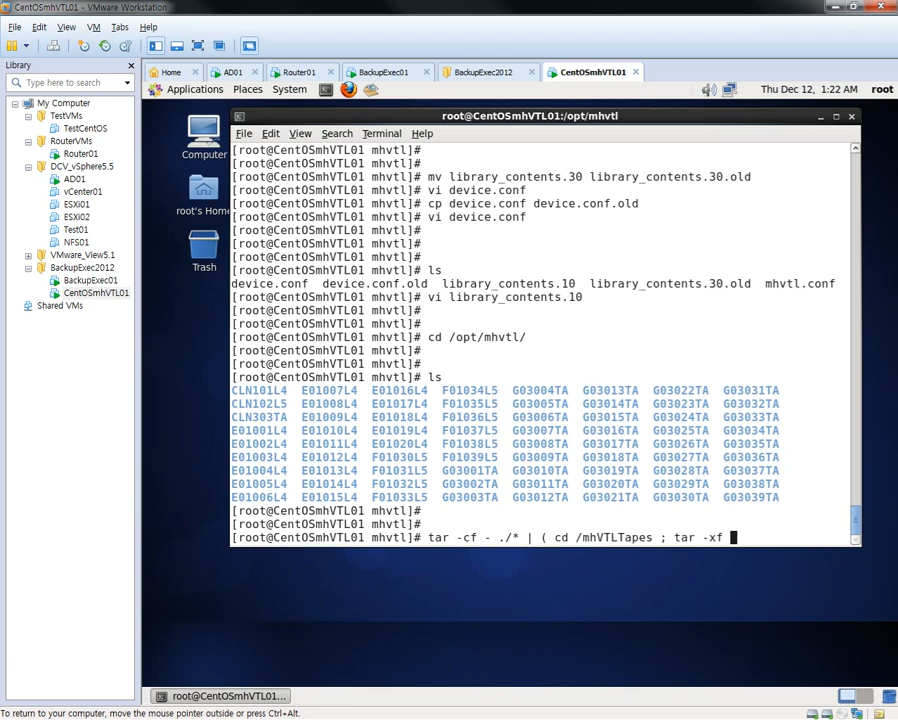 CentOSmhVTL01 - VMware Workstation
File Edit View VM Tabs Help
Library
Type here to search
My Computer
TestVMs
TestCentOS
RouterVMs
Router01
DCV_vSphere5.5
AD01
vCenter01
ESXi01
ESXi02
Test01
NFS01
VMware_View5.1
BackupExec2012
BackupExec01
CentOSmhVTL01
Shared VMs
Home AD01 Router01 BackupExec01 BackupExec2012 CentOSmhVTL01
Applications Places System Thu Dec 12, 1:22 AM root
Computer
root's Home
Trash
root@CentOSmhVTL01:/opt/mhvtl
File Edit View Search Terminal Help
[root@CentOSmhVTL01 mhvtl]#
[root@CentOSmhVTL01 mhvtl]#
[root@CentOSmhVTL01 mhvtl]# mv library_contents.30 library_contents.30.old
[root@CentOSmhVTL01 mhvtl]# vi device.conf
[root@CentOSmhVTL01 mhvtl]# cp device.conf device.conf.old
[root@CentOSmhVTL01 mhvtl]# vi device.conf
[root@CentOSmhVTL01 mhvtl]#
[root@CentOSmhVTL01 mhvtl]#
[root@CentOSmhVTL01 mhvtl]#
[root@CentOSmhVTL01 mhvtl]# ls
device.conf device.conf.old library_contents.10 library_contents.30.old mhvtl.conf
[root@CentOSmhVTL01 mhvtl]# vi library_contents.10
[root@CentOSmhVTL01 mhvtl]#
[root@CentOSmhVTL01 mhvtl]#
[root@CentOSmhVTL01 mhvtl]# cd /opt/mhvtl/
[root@CentOSmhVTL01 mhvtl]#
[root@CentOSmhVTL01 mhvtl]#
[root@CentOSmhVTL01 mhvtl]# ls
CLN101L4 E01007L4 E01016L4 F01034L5 G03004TA G03013TA G03022TA G03031TA
CLN102L5 E01008L4 E01017L4 F01035L5 G03005TA G03014TA G03023TA G03032TA
CLN303TA E01009L4 E01018L4 F01036L5 G03006TA G03015TA G03024TA G03033TA
E01001L4 E01010L4 E01019L4 F01037L5 G03007TA G03016TA G03025TA G03034TA
E01002L4 E01011L4 E01020L4 F01038L5 G03008TA G03017TA G03026TA G03035TA
E01003L4 E01012L4 F01030L4 F01039L5 G03009TA G03018TA G03027TA G03036TA
E01004L4 E01013L4 F01031L5 G03001TA G03010TA G03019TA G03028TA G03037TA
E01005L4 E01014L4 F01032L5 G03002TA G03011TA G03020TA G03029TA G03038TA
E01006L4 E01015L4 F01033L5 G03003TA G03012TA G03021TA G03030TA G03039TA
[root@CentOSmhVTL01 mhvtl]#
[root@CentOSmhVTL01 mhvtl]#
[root@CentOSmhVTL01 mhvtl]# tar -cf - ./* | ( cd /mhVTLTapes ; tar -xf
root@CentOSmhVTL01:...
To return to your computer, move the mouse pointer outside or press Ctrl+Alt.